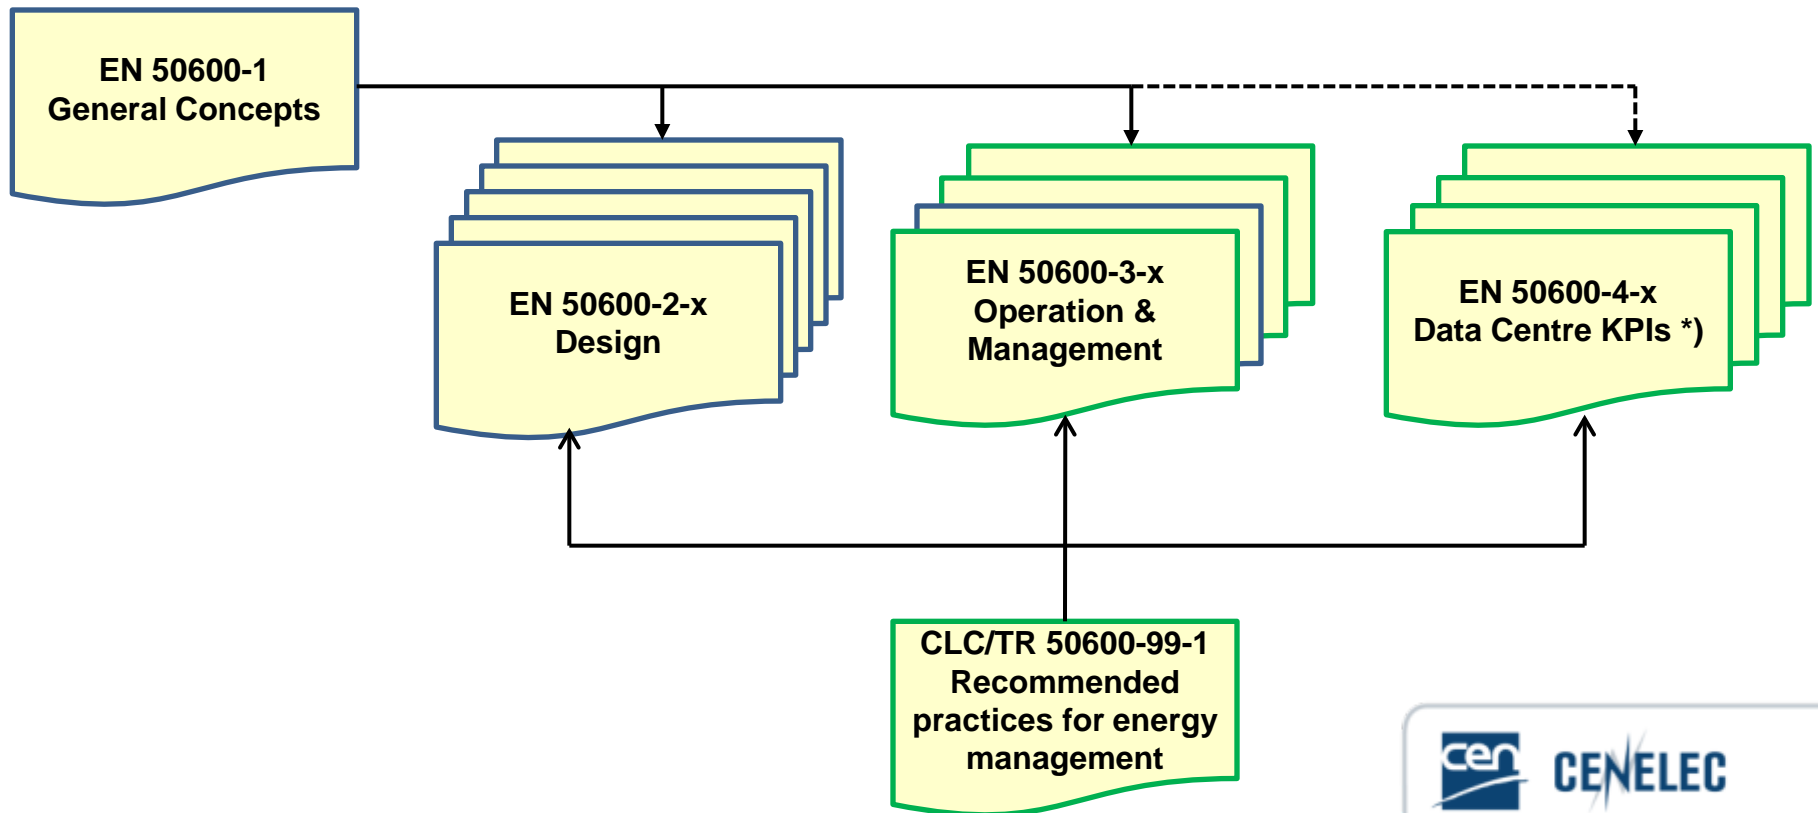 EN 50600-1
General Concepts
EN 50600-2-x
Design
EN 50600-3-x
Operation &
Management
EN 50600-4-x
Data Centre KPIs *)
CLC/TR 50600-99-1
Recommended
practices for energy
management
cen
CENELEC